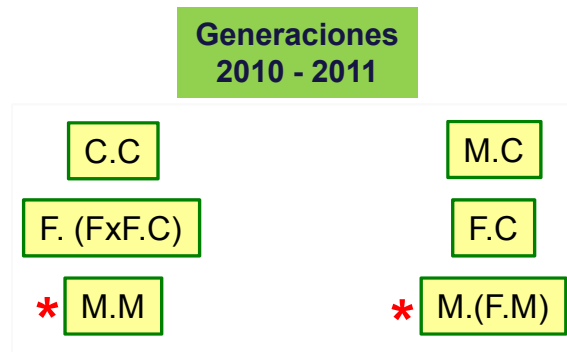 Generaciones
2010 - 2011
C.C
M.C
F. (FxF.C)
F.C
* M.M
* M.(F.M)